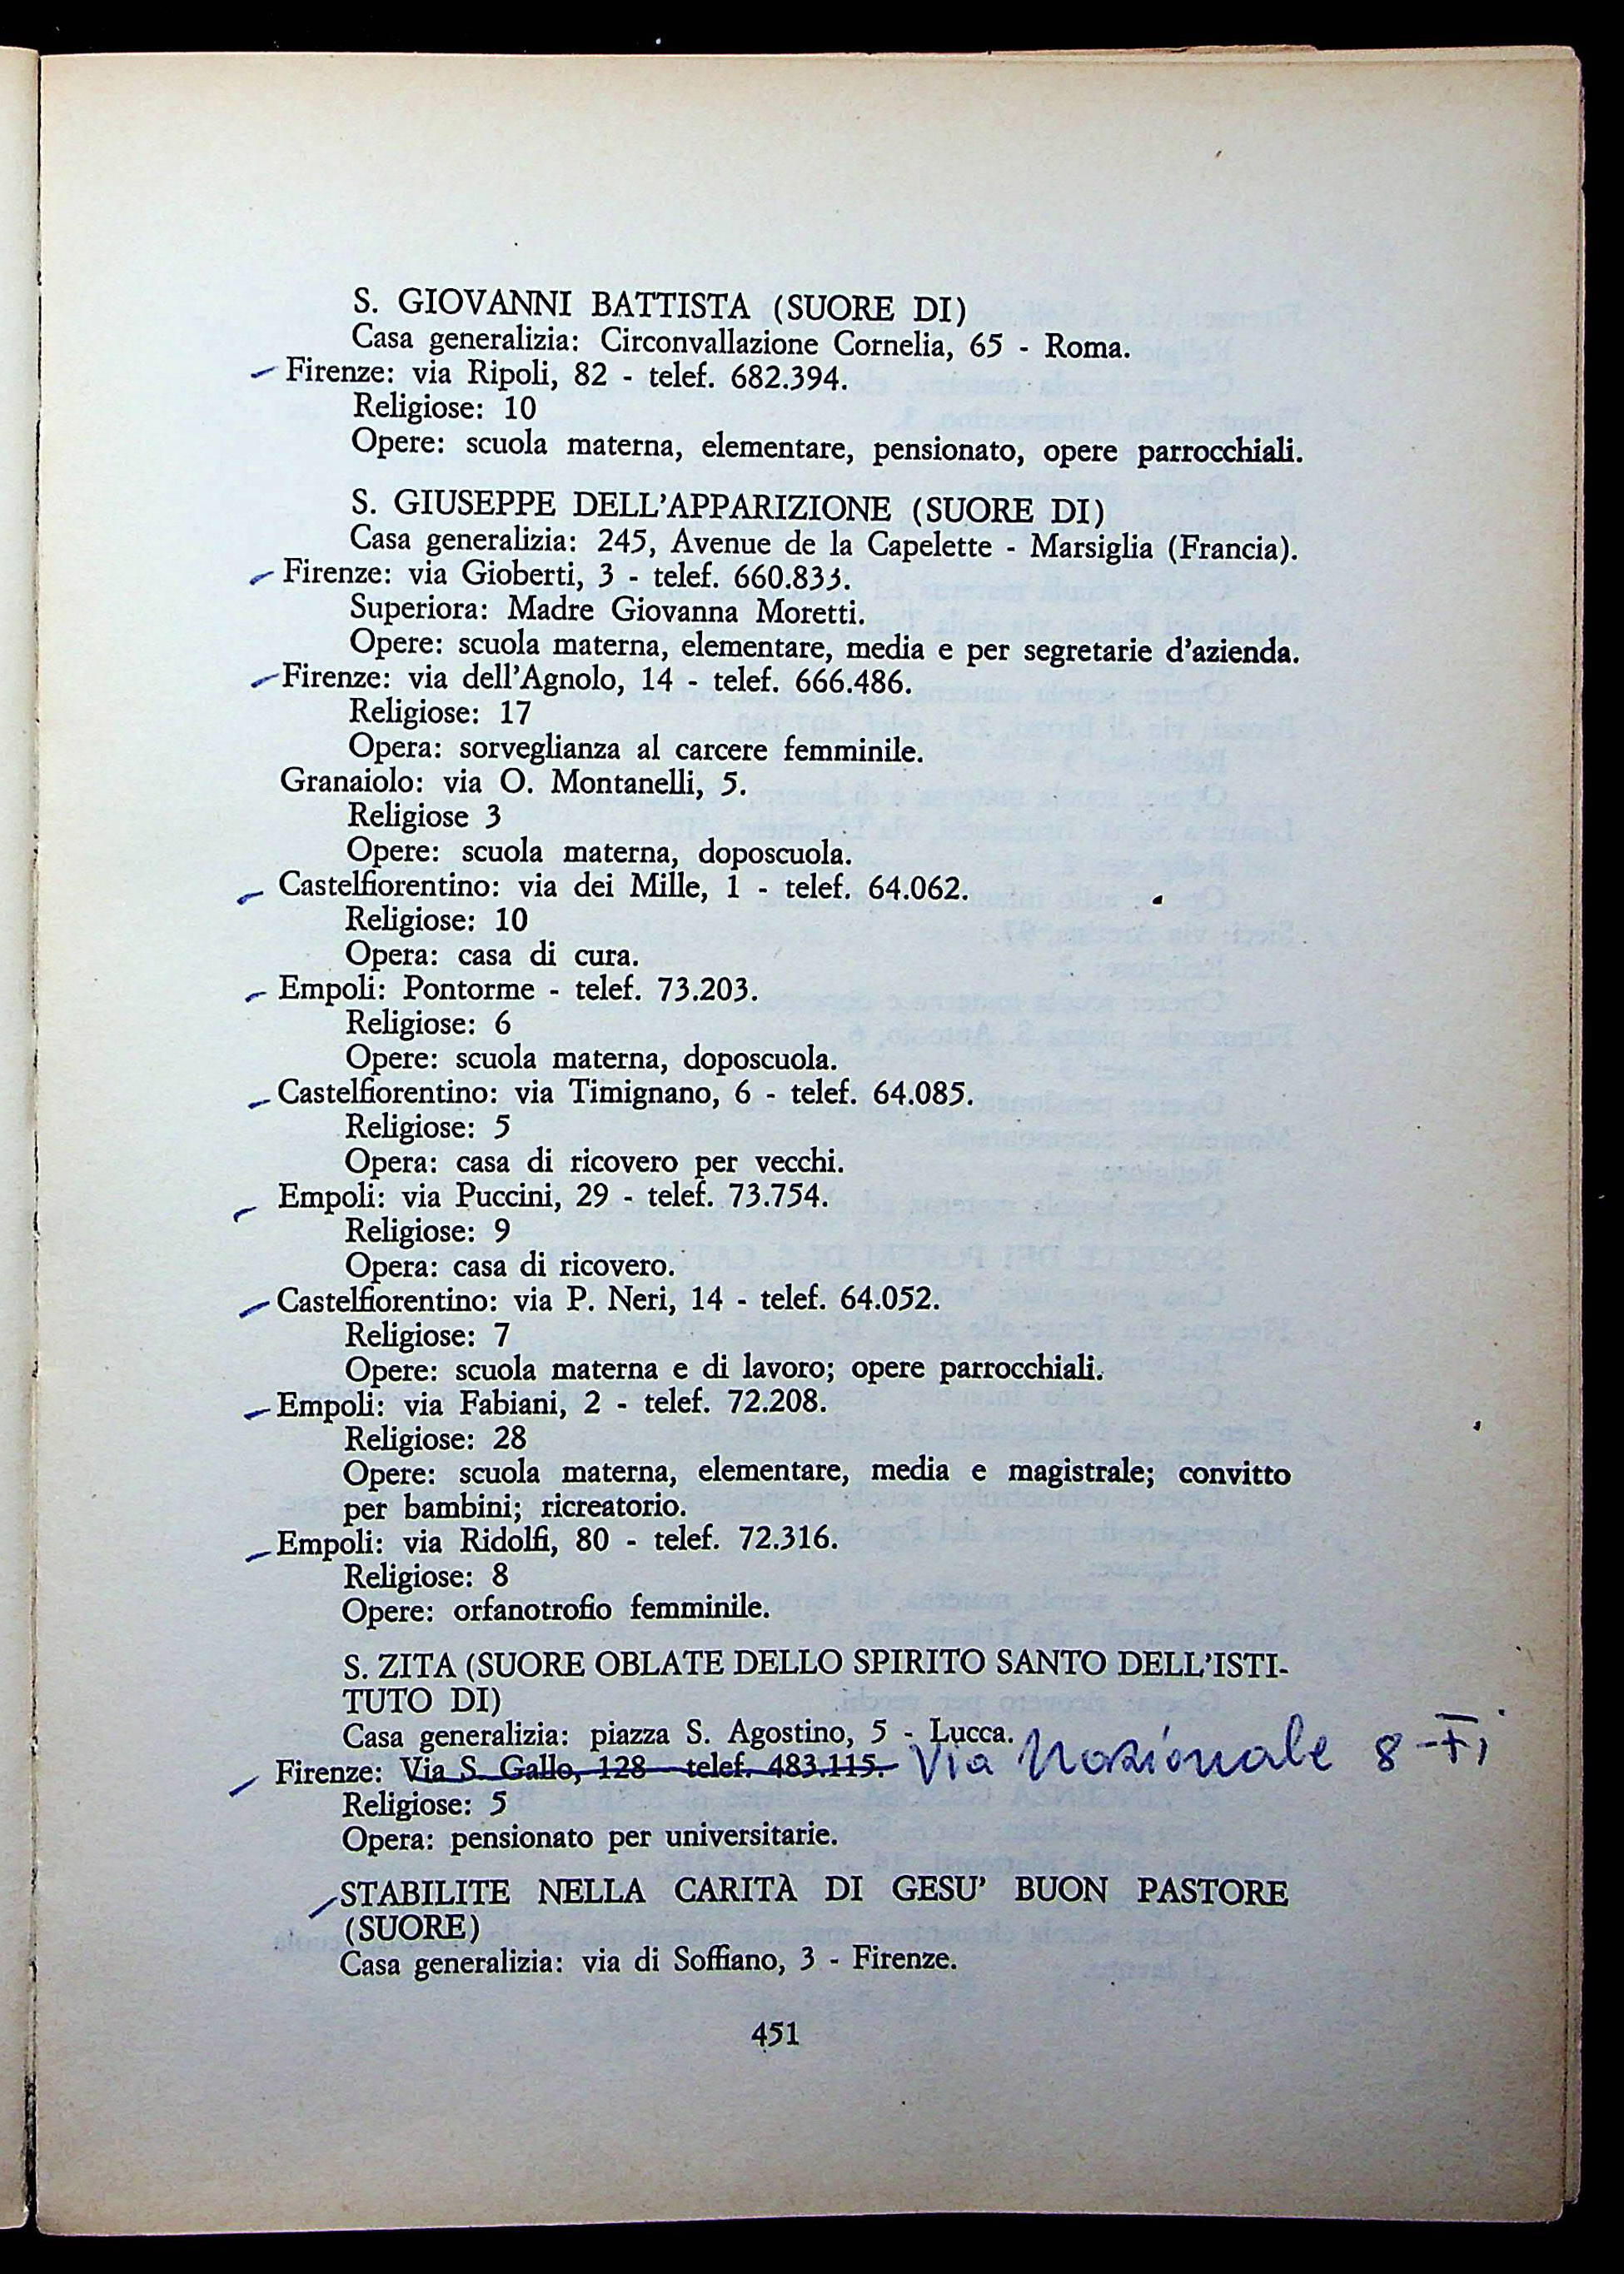 S. GIOVANNI BATTISTA (SUORE DI)
Casa generalizia: Circonvallazione Cornelia, 65 - Roma.
Firenze: via Ripoli, 82 - telef. 682.394.
Religiose: 10
Opere: scuola materna, elementare, pensionato, opere parrocchiali.
S. GIUSEPPE DELL'APPARIZIONE (SUORE DI)
Casa generalizia: 245, Avenue de la Capelette - Marsiglia (Francia).
Firenze: via Gioberti, 3 - telef. 660.833.
Superiora: Madre Giovanna Moretti.
Opere: scuola materna, elementare, media e per segretarie d'azienda.
Firenze: via dell'Agnolo, 14 - telef. 666.486.
Religiose: 17
Opera: sorveglianza al carcere femminile.
Granaiolo: via O. Montanelli, 5.
Religiose 3
Opere: scuola materna, doposcuola.
Castelfiorentino: via dei Mille, 1 - telef. 64.062.
Religiose: 10
Opera: casa di cura.
Empoli: Pontorme - telef. 73.203.
Religiose: 6
Opere: scuola materna, doposcuola.
Castelfiorentino: via Timignano, 6 - telef. 64.085.
Religiose: 5
Opera: casa di ricovero per vecchi.
Empoli: via Puccini, 29 - telef. 73.754.
Religiose: 9
Opera: casa di ricovero.
Castelfiorentino: via P. Neri, 14 - telef. 64.052.
Religiose: 7
Opere: scuola materna e di lavoro; opere parrocchiali.
Empoli: via Fabiani, 2 - telef. 72.208.
Religiose: 28
Opere: scuola materna, elementare, media e magistrale; convitto
per bambini; ricreatorio.
Empoli: via Ridolfi, 80 - telef. 72.316.
Religiose: 8
Opere: orfanotrofio femminile.
S. ZITA (SUORE OBLATE DELLO SPIRITO SANTO DELL'ISTI-
TUTO DI)
Casa generalizia: piazza S. Agostino, 5 - Lucca.
Firenze: Via S. Gallo, 128 - telef. 483.115. Via Nazionale 8 - Fi
Religiose: 5
Opera: pensionato per universitarie.
STABILITE NELLA CARITÀ DI GESU' BUON PASTORE
(SUORE)
Casa generalizia: via di Soffiano, 3 - Firenze.
451